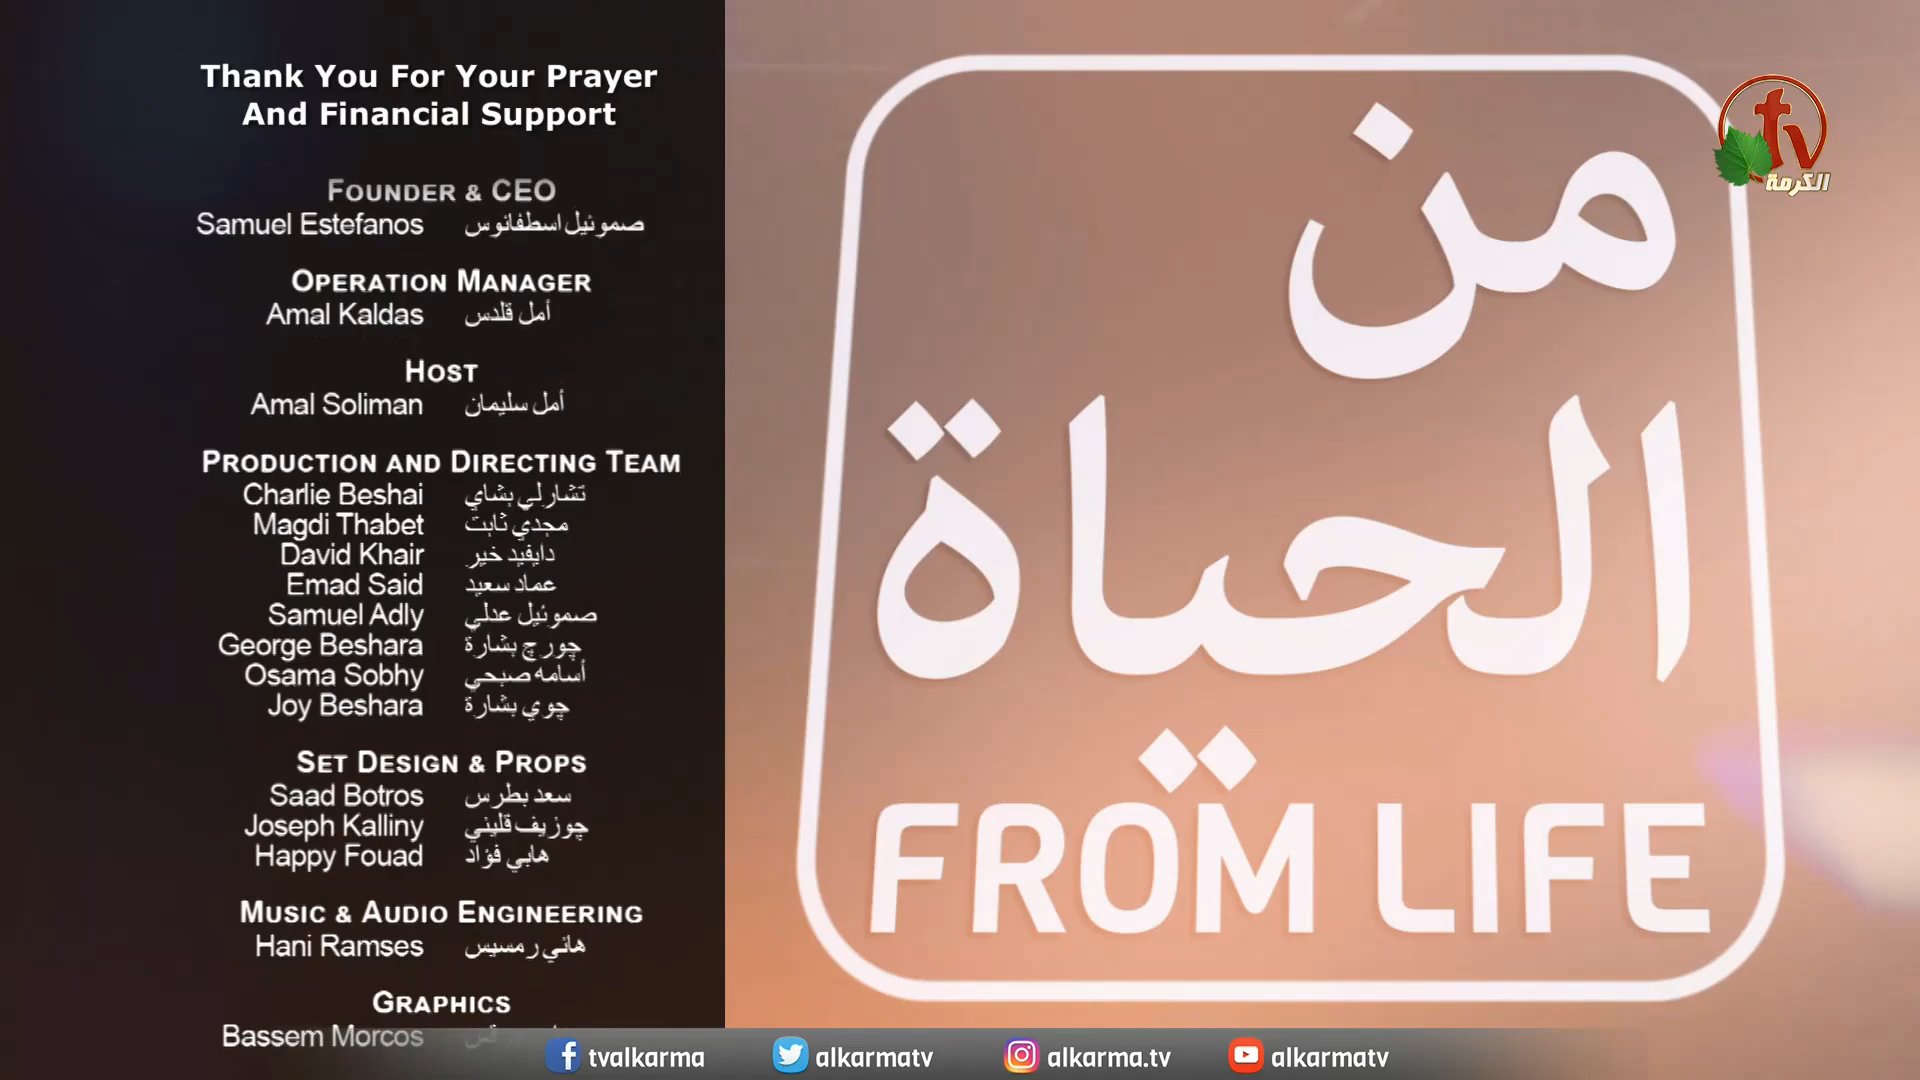 Thank You For Your Prayer
And Financial Support
FOUNDER & CEO
Samuel Estefanos صموئيل اسطفانوس
OPERATION MANAGER
Amal Kaldas أمل قلدس
HOST
Amal Soliman أمل سليمان
PRODUCTION AND DIRECTING TEAM
Charlie Beshai تشارلي بشاي
Magdi Thabet مجدي ثابت
David Khair دايفيد خير
Emad Said عماد سعيد
Samuel Adly صموئيل عدلي
George Beshara چورچ بشارة
Osama Sobhy أسامه صبحي
Joy Beshara چوي بشارة
SET DESIGN & PROPS
Saad Botros سعد بطرس
Joseph Kalliny چوزيف قليني
Happy Fouad هابي فؤاد
MUSIC & AUDIO ENGINEERING
Hani Ramses هاني رمسيس
GRAPHICS
Bassem Morcos
من
الحياة
FROM LIFE
tv
الكرمة
tvalkarma alkarmatv alkarma.tv alkarmatv